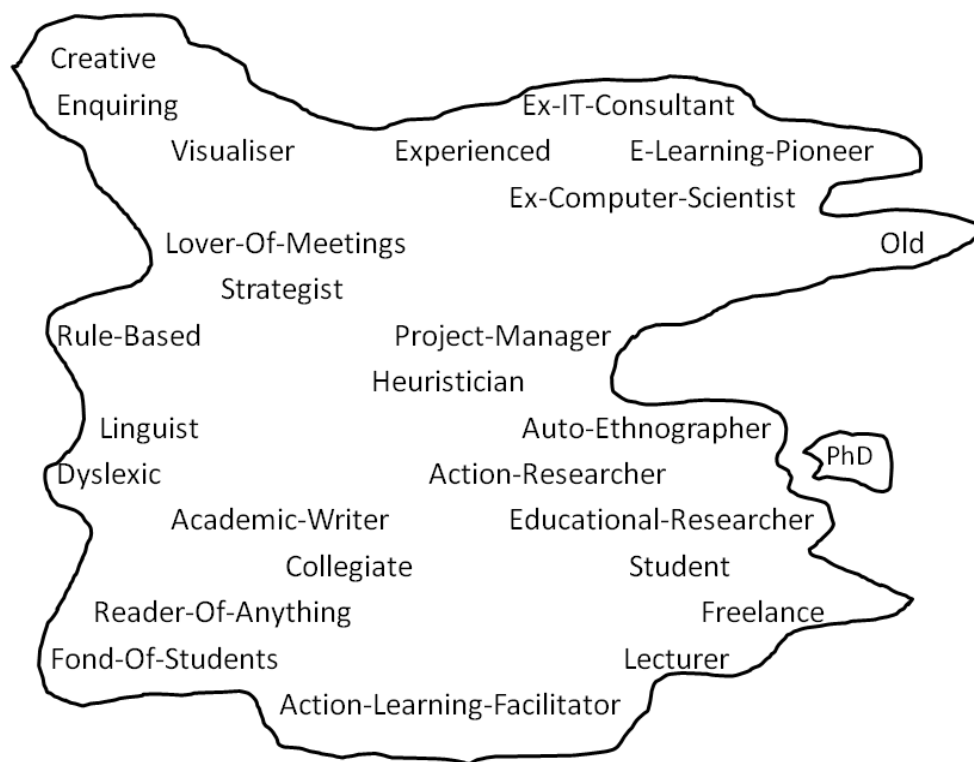 Creative
Enquiring Ex-IT-Consultant
Visualiser Experienced E-Learning-Pioneer
Ex-Computer-Scientist
Lover-Of-Meetings Old
Strategist
Rule-Based Project-Manager
Heuristician
Linguist Auto-Ethnographer
PhD
Dyslexic Action-Researcher
Academic-Writer Educational-Researcher
Collegiate Student
Reader-Of-Anything Freelance
Fond-Of-Students Lecturer
Action-Learning-Facilitator